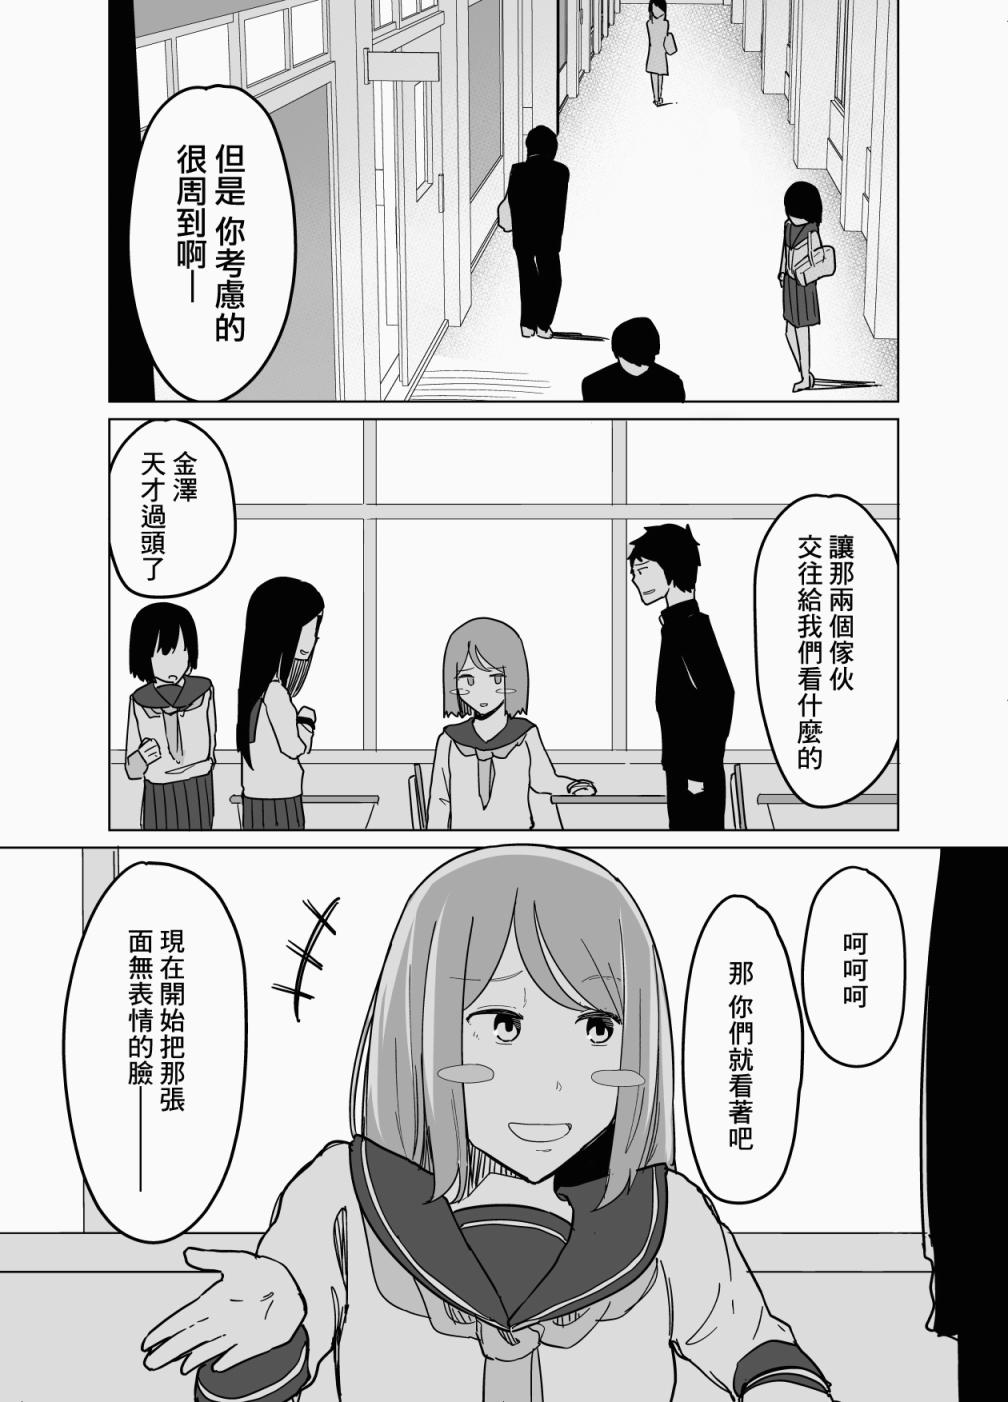 但是 你考慮的
很周到啊—
讓那兩個傢伙
交往給我們看什麼的
金澤
天才過頭了
呵呵呵
那 你們就看著吧
現在開始把那張
面無表情的臉——